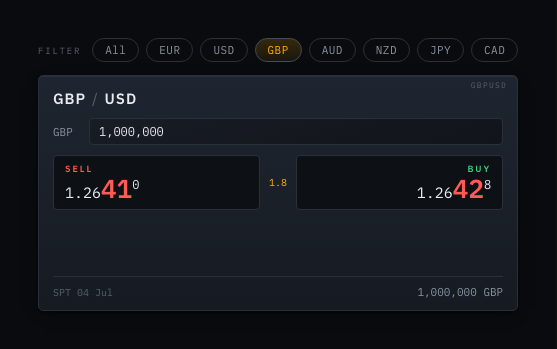 FILTER All EUR USD GBP AUD NZD JPY CAD
GBPUSD
GBP / USD
GBP 1,000,000
SELL BUY
1.26410 1.8 1.26428
SPT 04 Jul 1,000,000 GBP